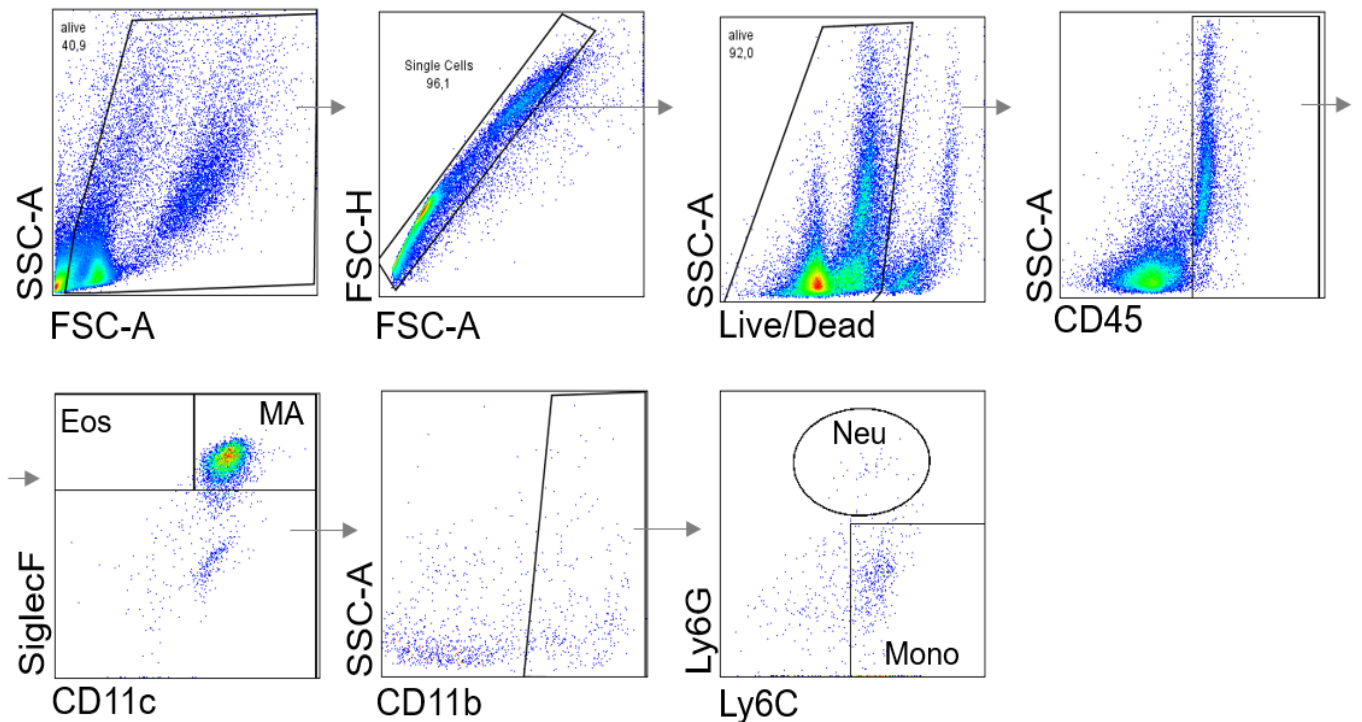 alive
40,9
SSC-A
FSC-A
Single Cells
96,1
FSC-H
FSC-A
alive
92,0
SSC-A
Live/Dead
SSC-A
CD45
Eos
MA
SiglecF
CD11c
SSC-A
CD11b
Neu
Mono
Ly6G
Ly6C